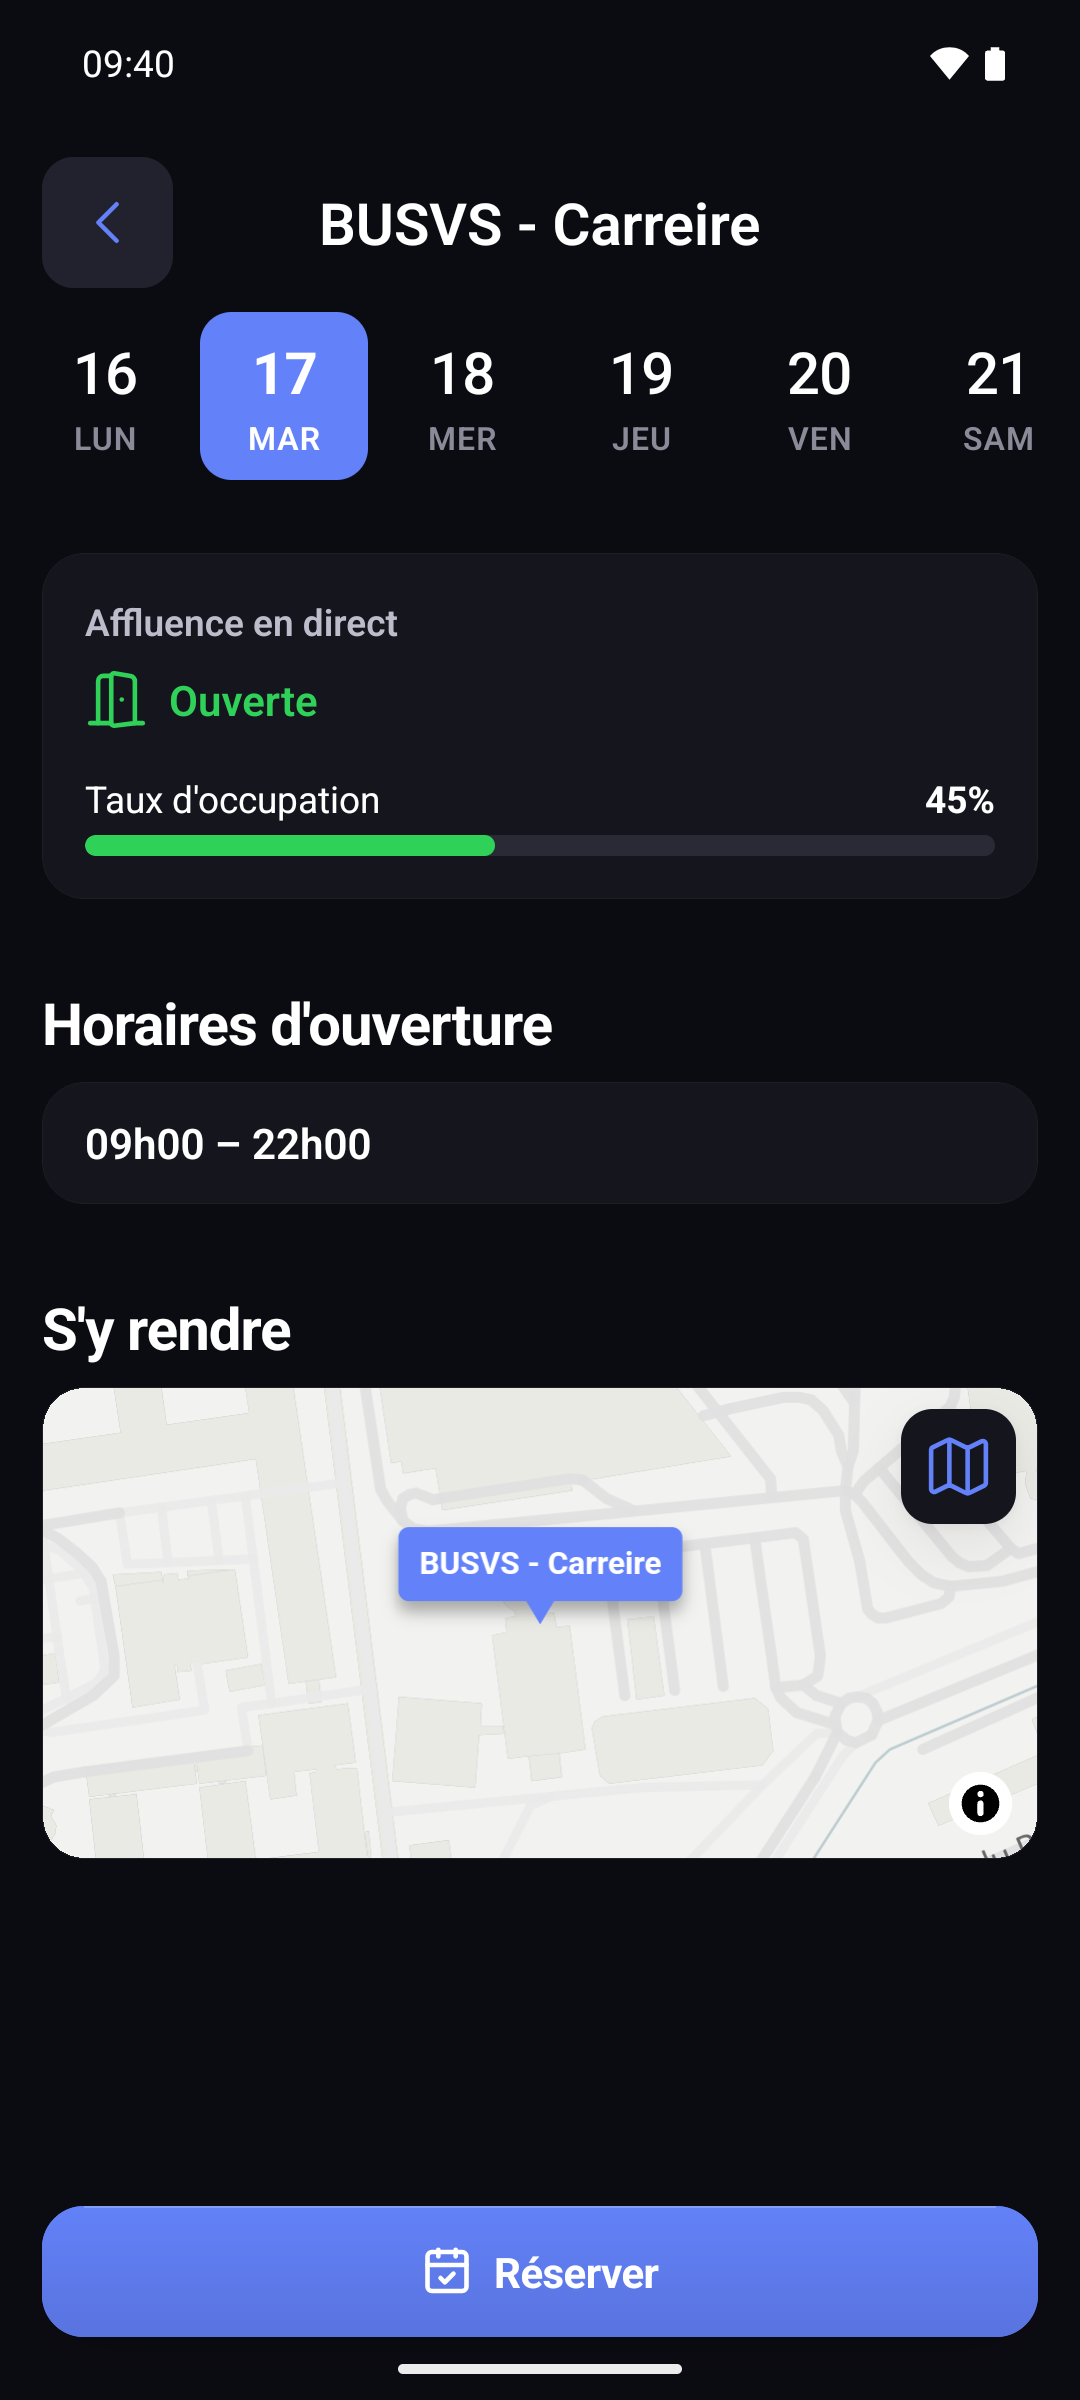 09:40
BUSVS - Carreire
16 17 18 19 20 21
LUN MAR MER JEU VEN SAM
Affluence en direct
Ouverte
Taux d'occupation 45%
Horaires d'ouverture
09h00 – 22h00
S'y rendre
BUSVS - Carreire
Réserver